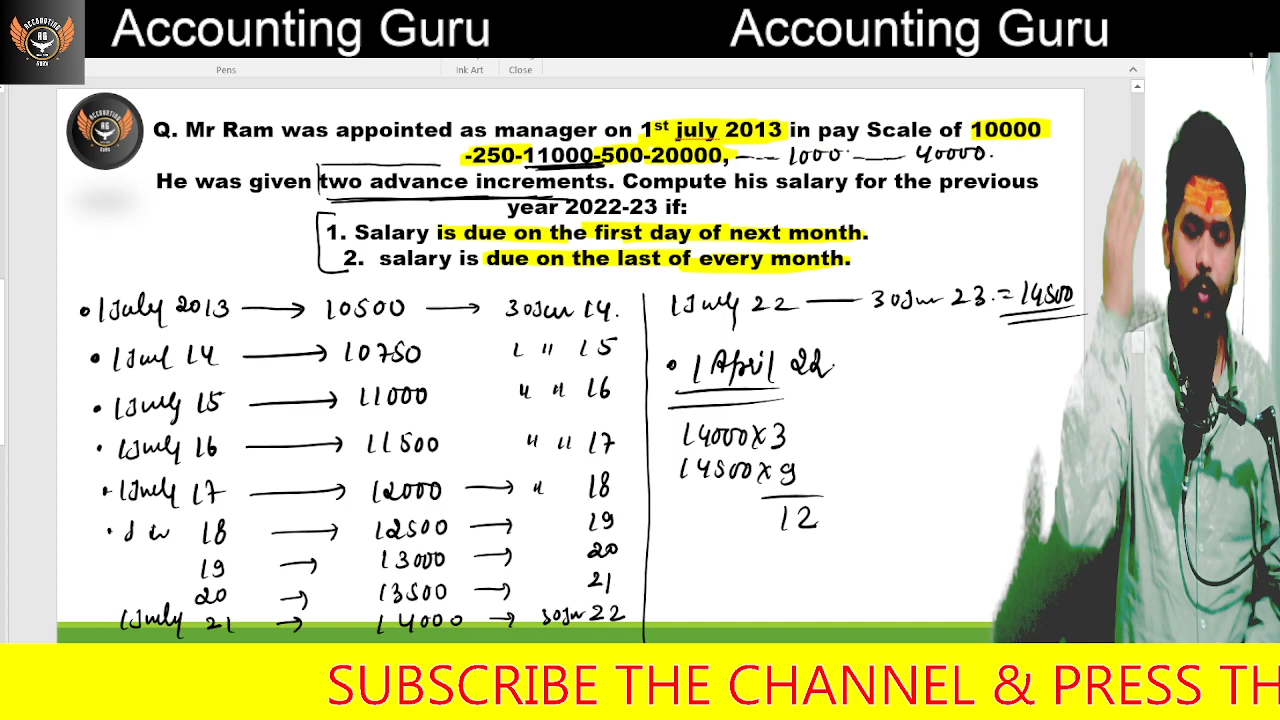 Accounting Guru Accounting Guru
ACCOUNTING
AG
GURU
Pens Ink Art Close
ACCOUNTING
AG
GURU
Q. Mr Ram was appointed as manager on 1st july 2013 in pay Scale of 10000
-250-11000-500-20000, 1000 40000.
He was given two advance increments. Compute his salary for the previous
year 2022-23 if:
1. Salary is due on the first day of next month.
2. salary is due on the last of every month.
• 1 July 2013 → 10500 → 30 Jun 14.
• 1 Jul 14 → 10750 1 " 15
• 1 July 15 → 11000 " " 16
• 1 July 16 → 11500 " " 17
• 1 July 17 → 12000 → " 18
18 → 12500 → 19
19 → 13000 → 20
20 → 13500 → 21
1 July 21 → 14000 → 30 Jun 22
1 July 22 — 30 Jun 23. = 14500
• 1 April 22.
14000 x 3
14500 x 9
12
SUBSCRIBE THE CHANNEL & PRESS TH